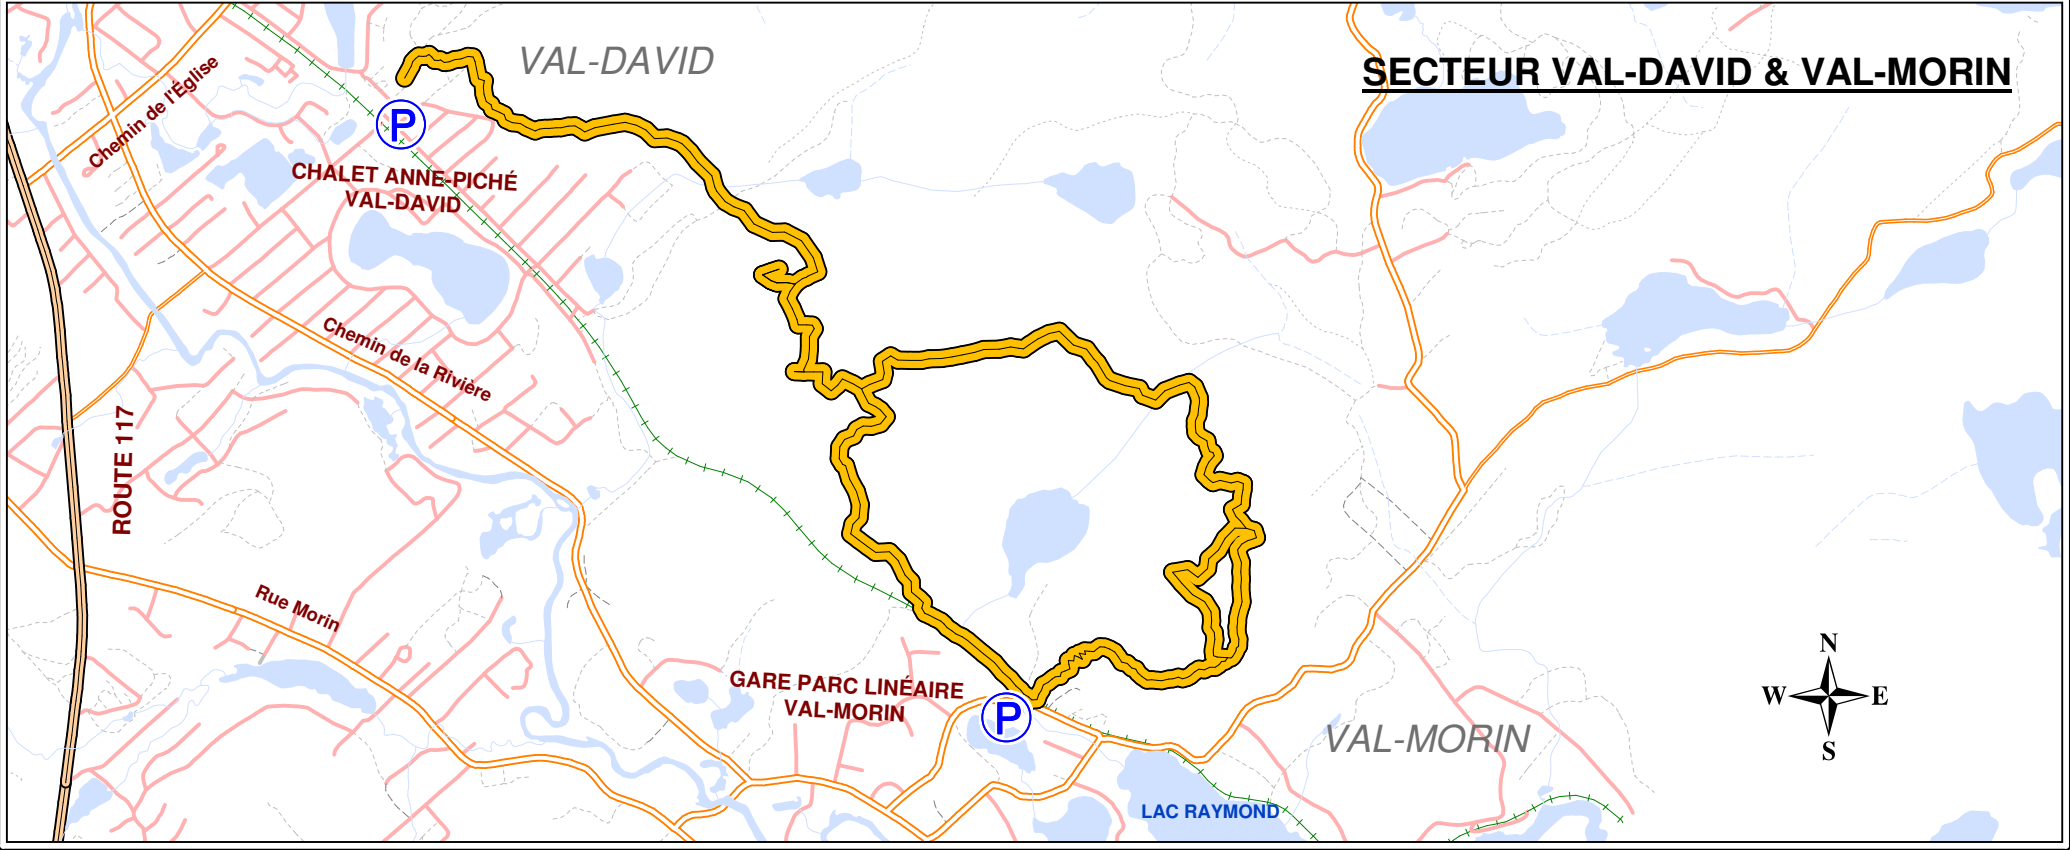 VAL-DAVID
SECTEUR VAL-DAVID & VAL-MORIN
Chemin de l'Église
P
CHALET ANNE-PICHÉ
VAL-DAVID
Chemin de la Rivière
ROUTE 117
Rue Morin
GARE PARC LINÉAIRE
VAL-MORIN
P
VAL-MORIN
LAC RAYMOND
N
W E
S